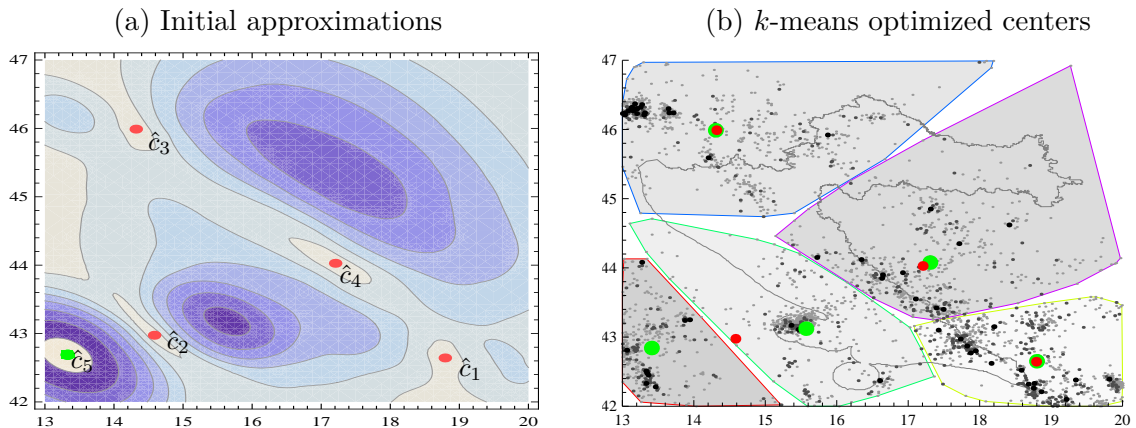 (a) Initial approximations
(b) k-means optimized centers
47
46
45
44
43
42
13 14 15 16 17 18 19 20
ĉ3
ĉ4
ĉ2
ĉ5
ĉ1
47
46
45
44
43
42
13 14 15 16 17 18 19 20